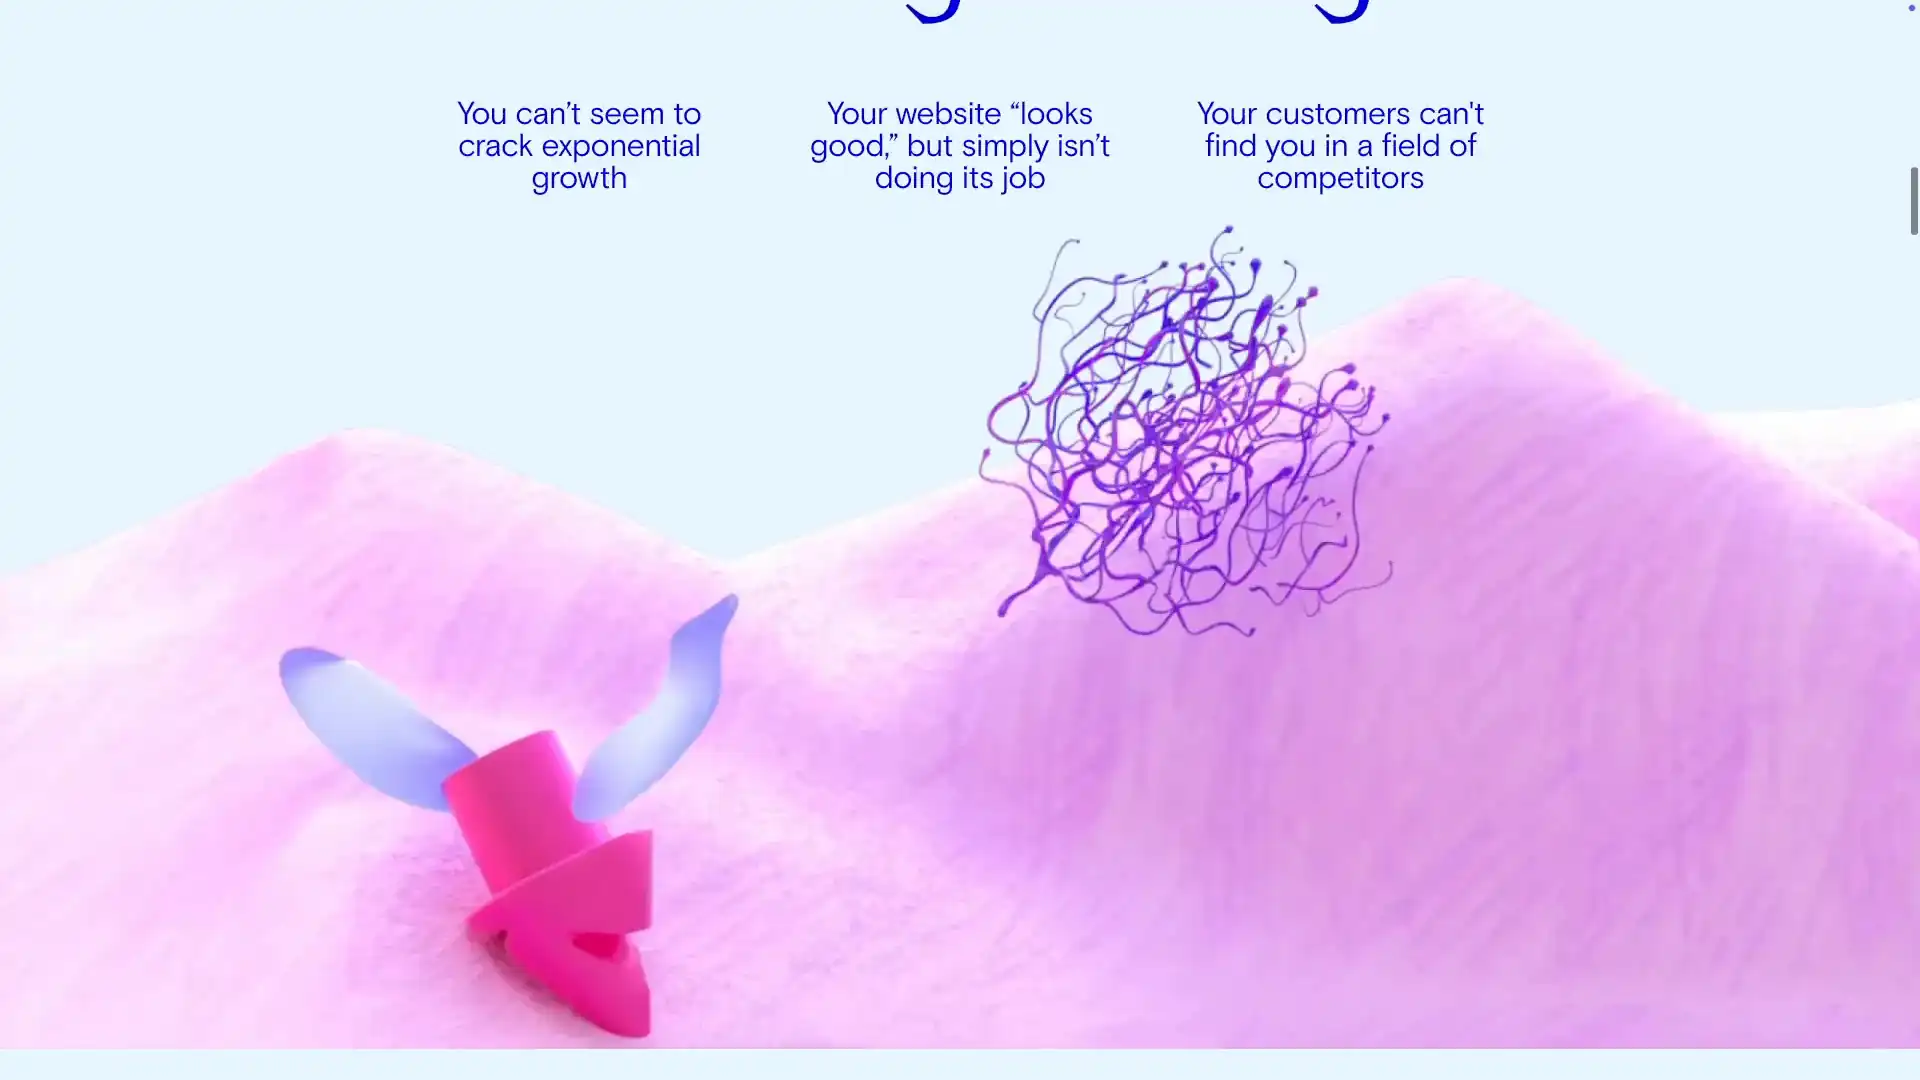 You can’t seem to
crack exponential
growth
Your website “looks
good,” but simply isn’t
doing its job
Your customers can't
find you in a field of
competitors